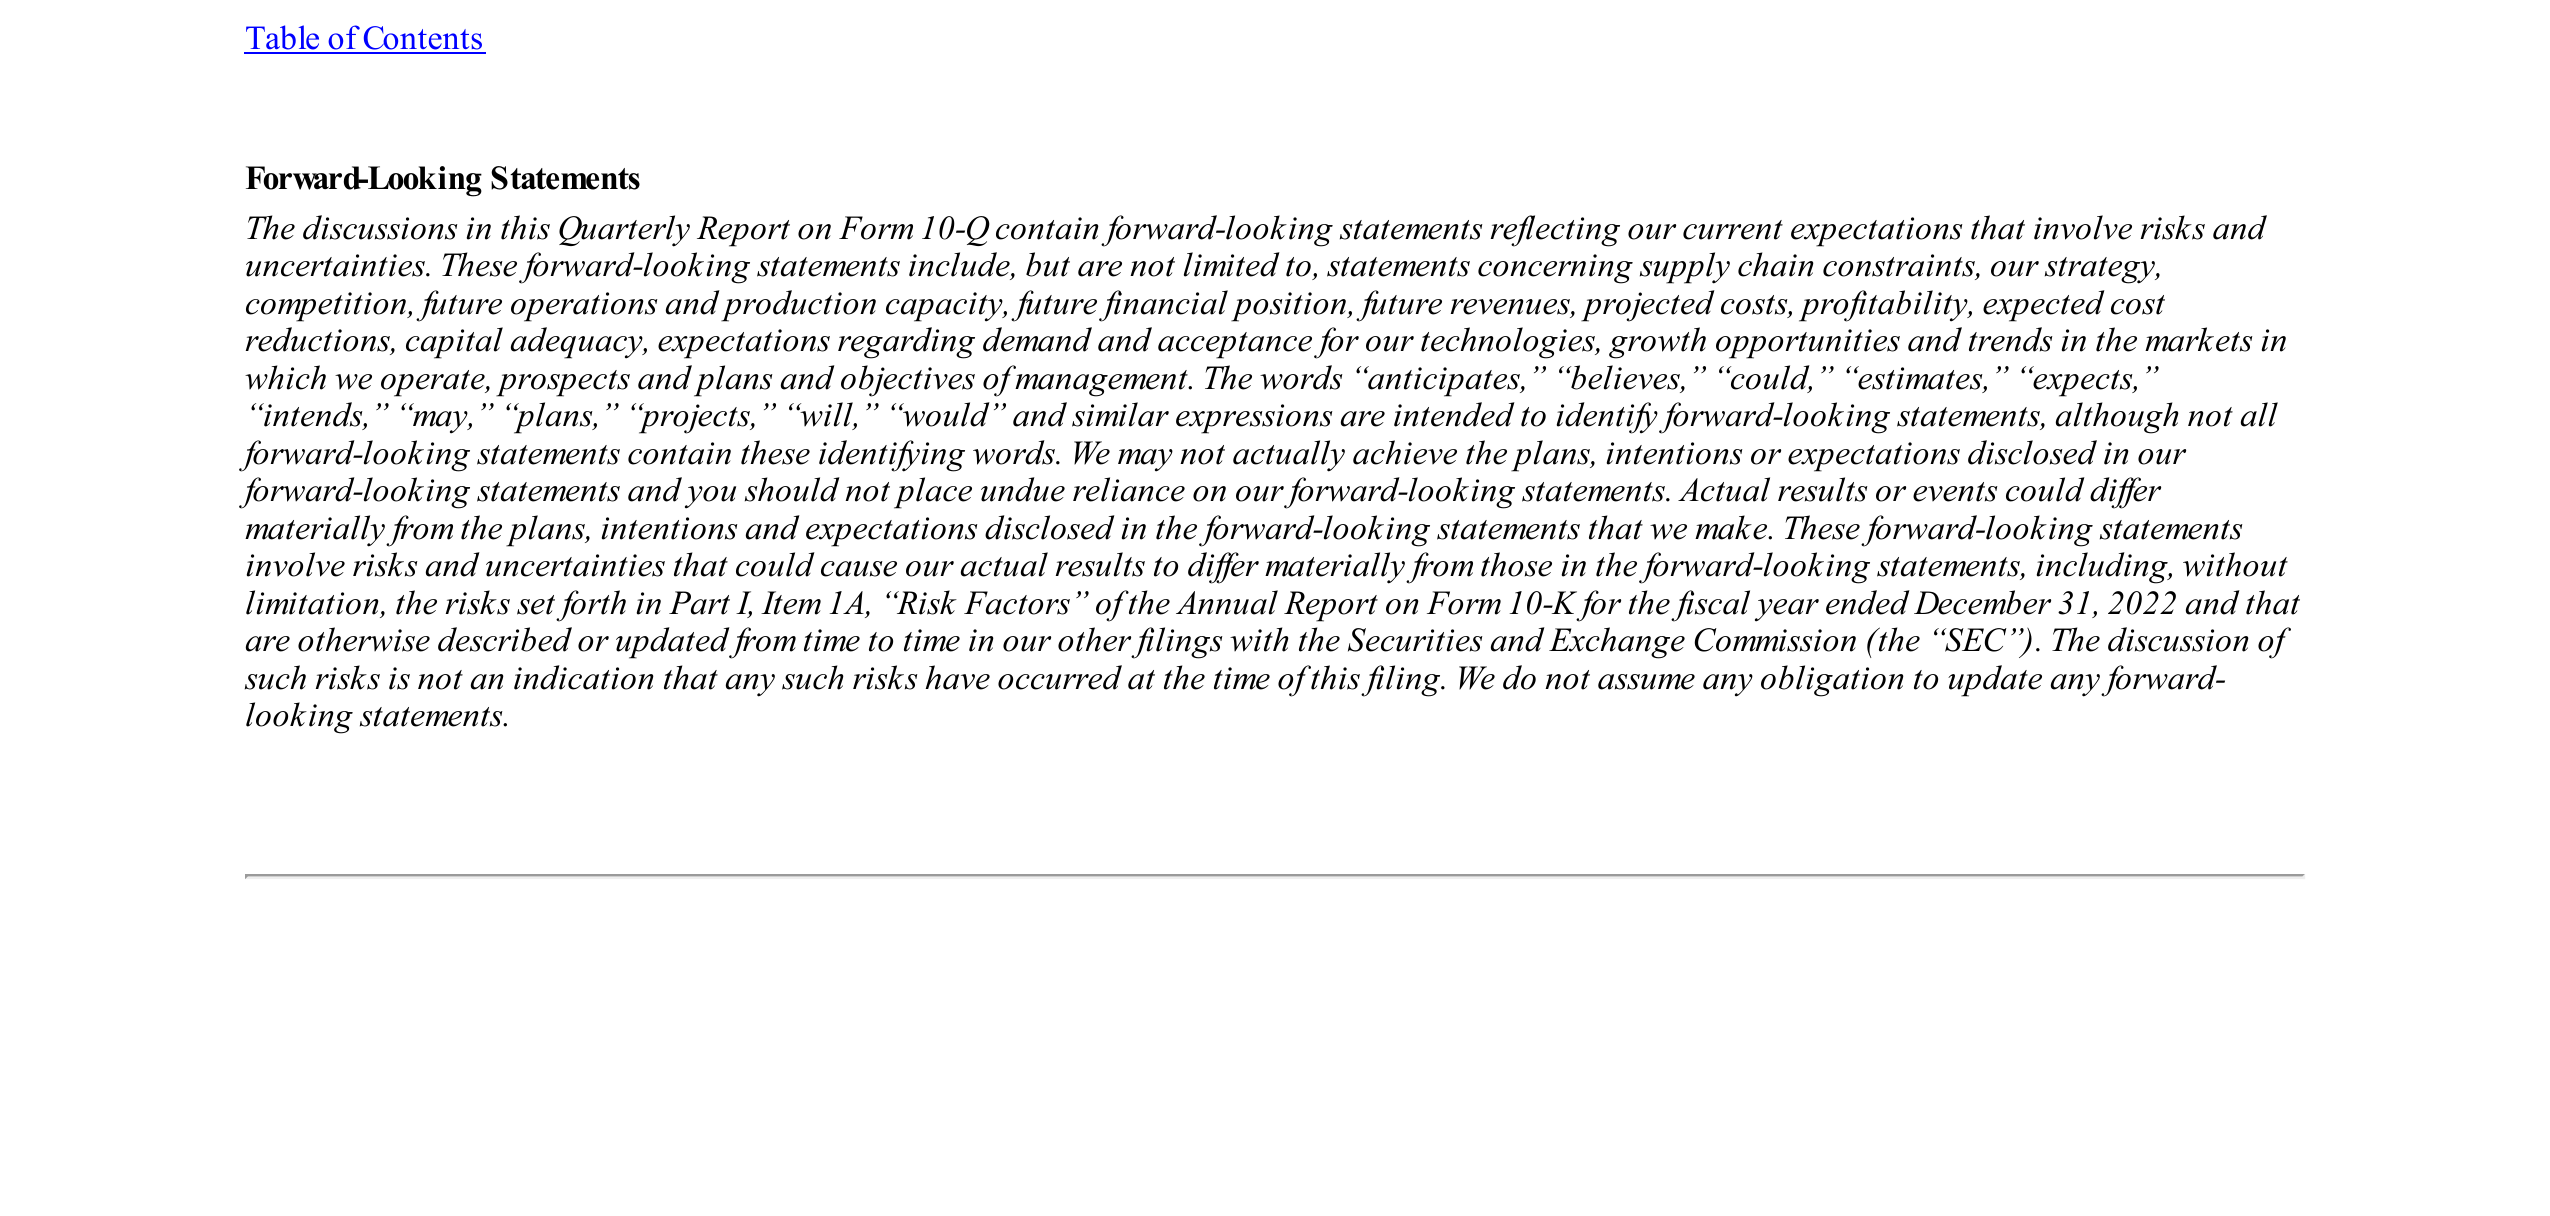 Table of Contents
Forward-Looking Statements
The discussions in this Quarterly Report on Form 10-Q contain forward-looking statements reflecting our current expectations that involve risks and
uncertainties. These forward-looking statements include, but are not limited to, statements concerning supply chain constraints, our strategy,
competition, future operations and production capacity, future financial position, future revenues, projected costs, profitability, expected cost
reductions, capital adequacy, expectations regarding demand and acceptance for our technologies, growth opportunities and trends in the markets in
which we operate, prospects and plans and objectives of management. The words “anticipates,” “believes,” “could,” “estimates,” “expects,”
“intends,” “may,” “plans,” “projects,” “will,” “would” and similar expressions are intended to identify forward-looking statements, although not all
forward-looking statements contain these identifying words. We may not actually achieve the plans, intentions or expectations disclosed in our
forward-looking statements and you should not place undue reliance on our forward-looking statements. Actual results or events could differ
materially from the plans, intentions and expectations disclosed in the forward-looking statements that we make. These forward-looking statements
involve risks and uncertainties that could cause our actual results to differ materially from those in the forward-looking statements, including, without
limitation, the risks set forth in Part I, Item 1A, “Risk Factors” of the Annual Report on Form 10-K for the fiscal year ended December 31, 2022 and that
are otherwise described or updated from time to time in our other filings with the Securities and Exchange Commission (the “SEC”). The discussion of
such risks is not an indication that any such risks have occurred at the time of this filing. We do not assume any obligation to update any forward-
looking statements.